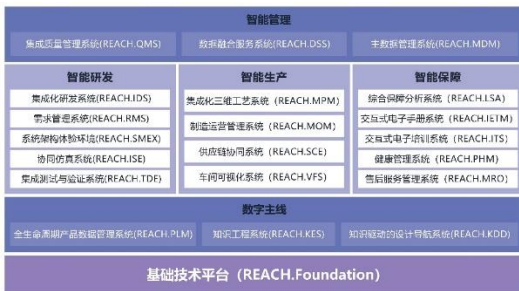 智能管理
集成质量管理系统(REACH.QMS)
数据融合服务系统(REACH.DSS)
主数据管理系统(REACH.MDM)
智能研发
集成化研发系统(REACH.IDS)
需求管理系统(REACH.RMS)
系统架构体验环境(REACH.SMEX)
协同仿真系统(REACH.ISE)
集成测试与验证系统(REACH.TDE)
智能生产
集成化三维工艺系统（REACH.MPM)
制造运营管理系统（REACH.MOM)
供应链协同系统（REACH.SCE)
车间可视化系统（REACH.VFS)
智能保障
综合保障分析系统（REACH.LSA)
交互式电子手册系统（REACH.IETM)
交互式电子培训系统（REACH.ITS)
健康管理系统（REACH.PHM)
售后服务管理系统（REACH.MRO)
数字主线
全生命周期产品数据管理系统(REACH.PLM)
知识工程系统(REACH.KES)
知识驱动的设计导航系统(REACH.KDD)
基础技术平台（REACH.Foundation）